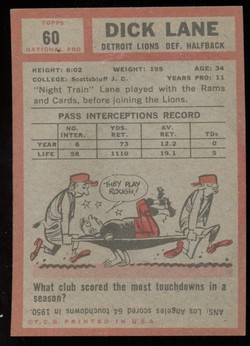 TOPPS
60
NATIONAL PRO
DICK LANE
DETROIT LIONS DEF. HALFBACK
HEIGHT: 6:02 WEIGHT: 195 AGE: 34
COLLEGE: Scottsbluff J. C. YEARS PRO: 11
"Night Train" Lane played with the Rams
and Cards, before joining the Lions.
PASS INTERCEPTIONS RECORD
NO. INTER. YDS. RET. AV. RET. TD's
YEAR 6 73 12.2 0
LIFE 58 1110 19.1 5
THEY PLAY
ROUGH!
What club scored the most touchdowns in a
season?
ANS: Los Angeles scored 64 touchdowns in 1950.
©T.C.G. PRINTED IN U.S.A.